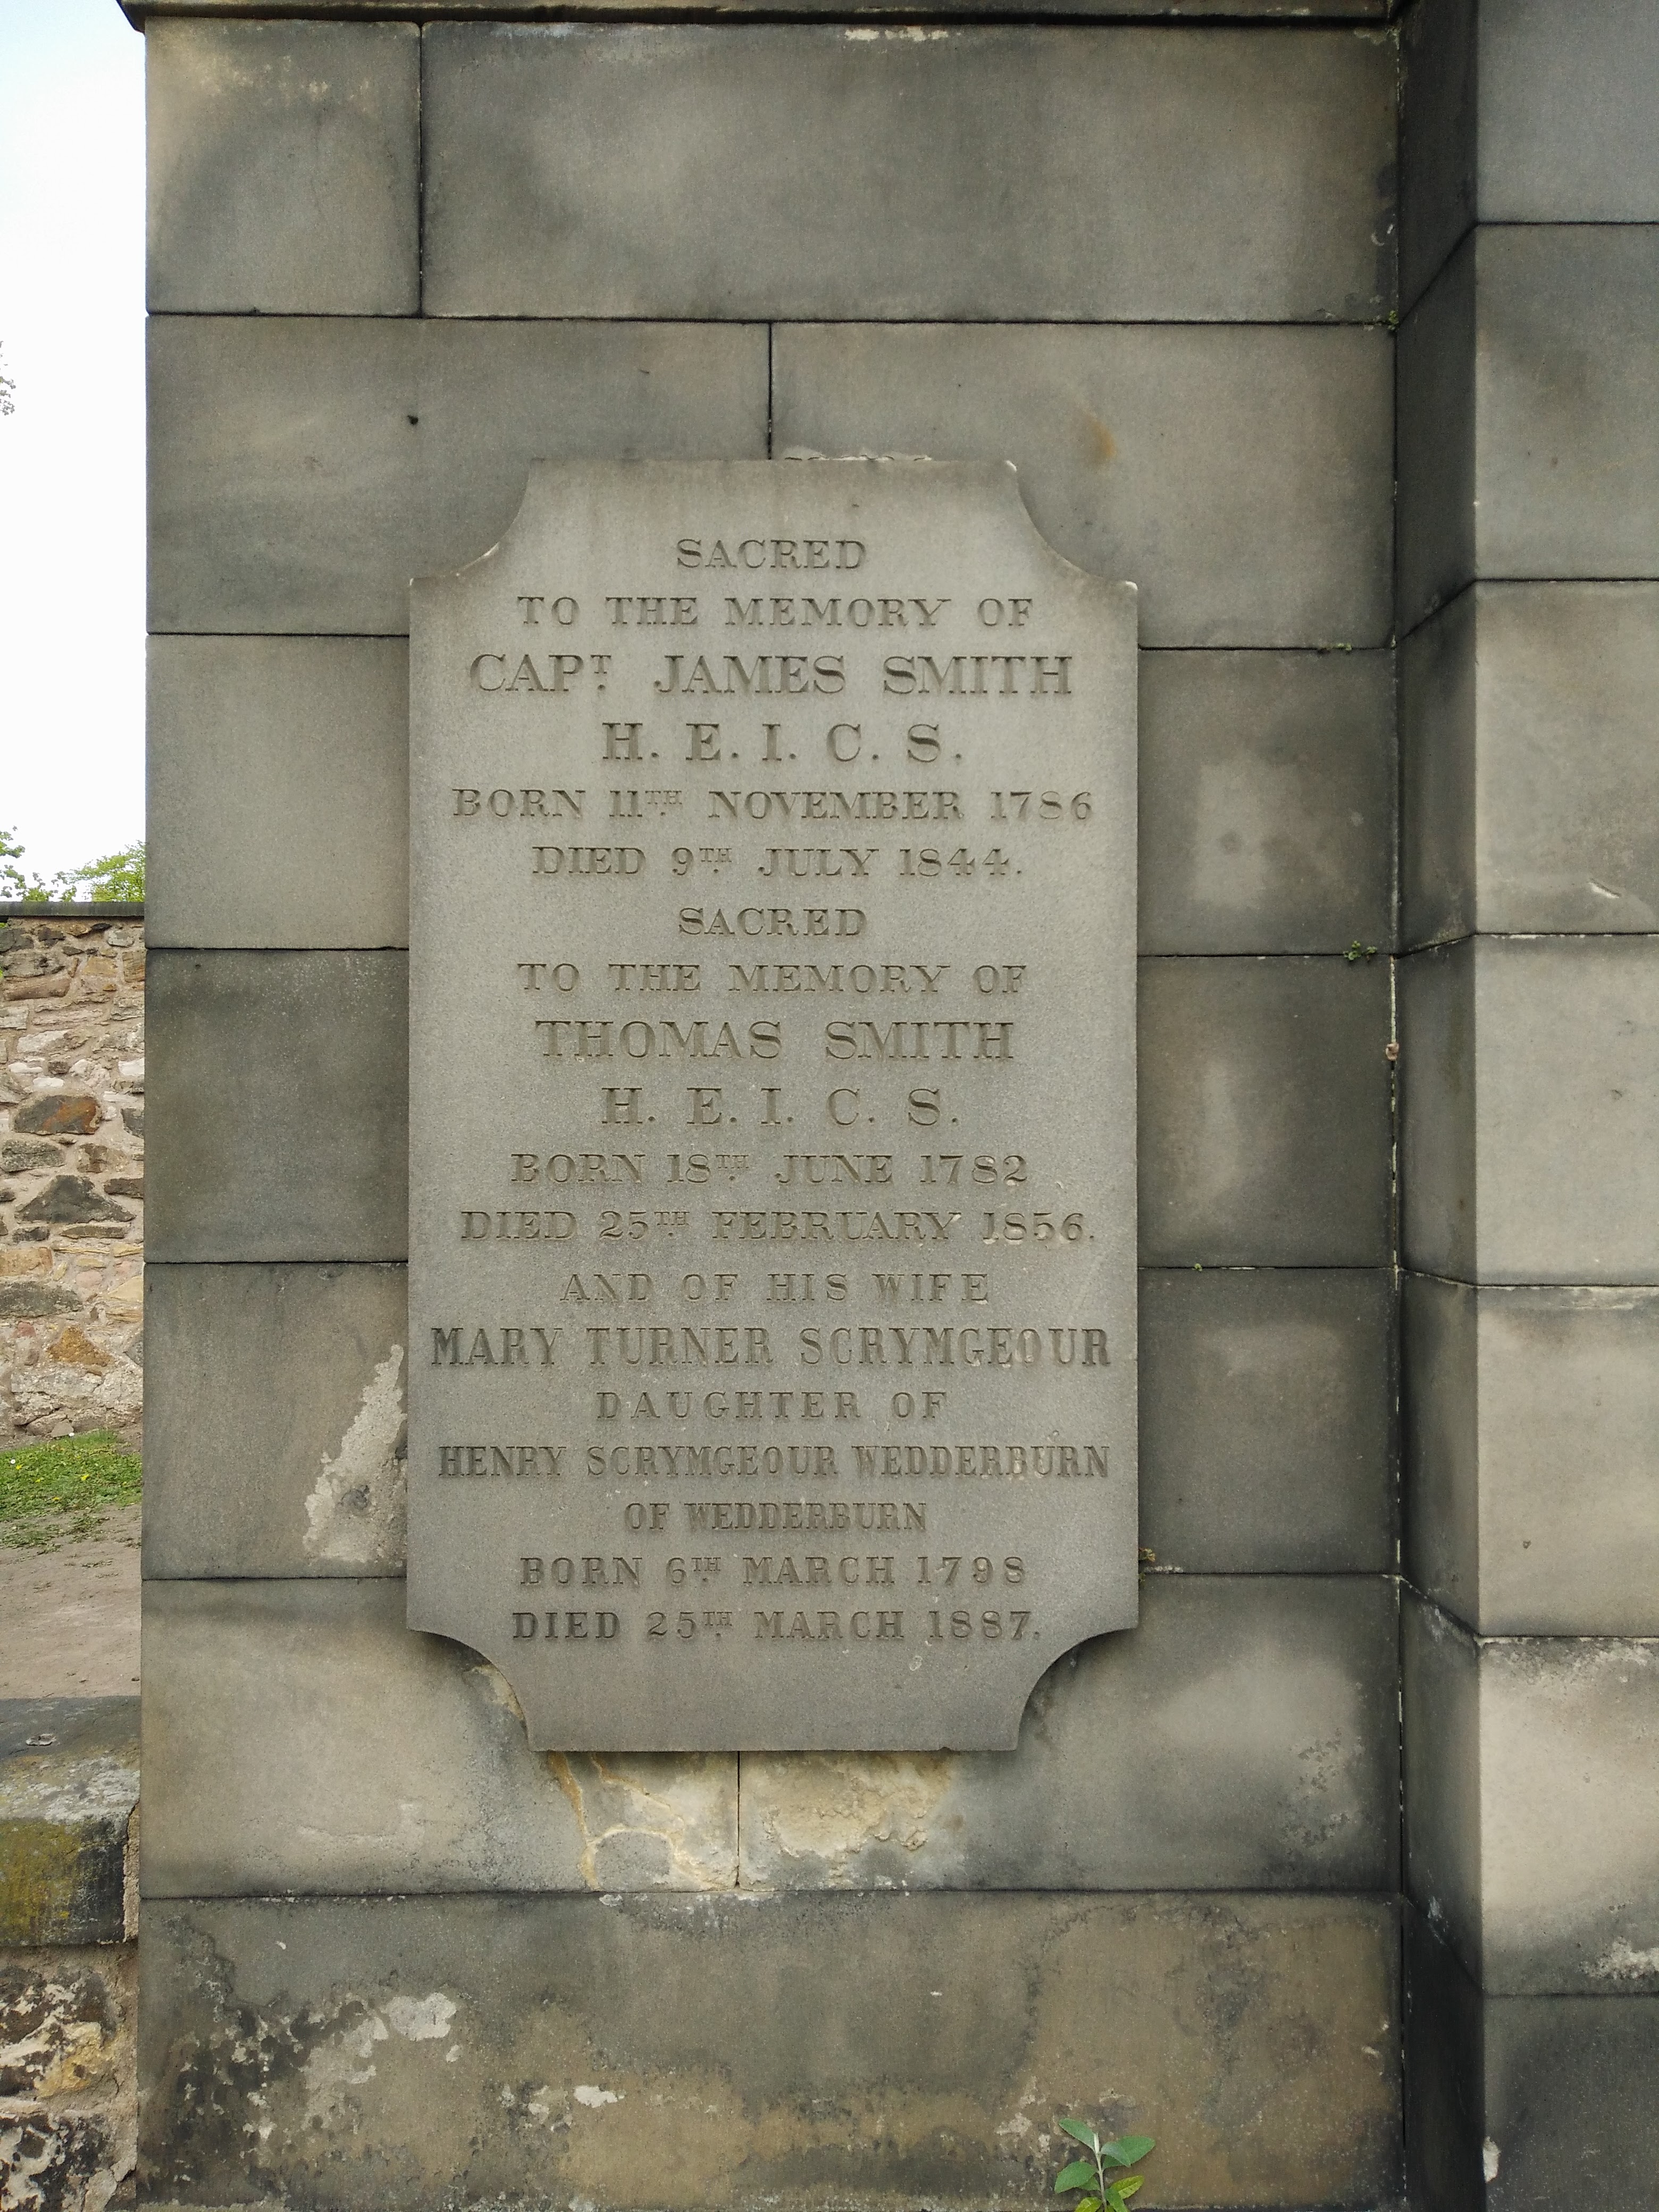 SACRED
TO THE MEMORY OF
CAPT. JAMES SMITH
H. E. I. C. S.
BORN 11TH. NOVEMBER 1786
DIED 9TH. JULY 1844.
SACRED
TO THE MEMORY OF
THOMAS SMITH
H. E. I. C. S.
BORN 18TH. JUNE 1782
DIED 25TH. FEBRUARY 1856.
AND OF HIS WIFE
MARY TURNER SCRYMGEOUR
DAUGHTER OF
HENRY SCRYMGEOUR WEDDERBURN
OF WEDDERBURN
BORN 6TH. MARCH 1798
DIED 25TH. MARCH 1887.